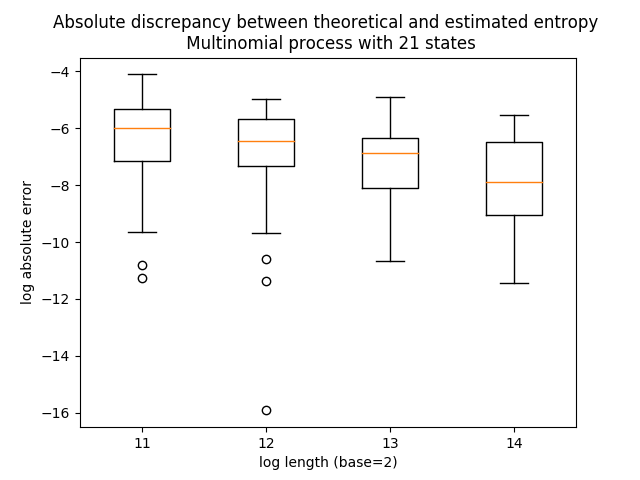 Absolute discrepancy between theoretical and estimated entropy
Multinomial process with 21 states
−4
−6
−8
−10
−12
−14
−16
log absolute error
11 12 13 14
log length (base=2)